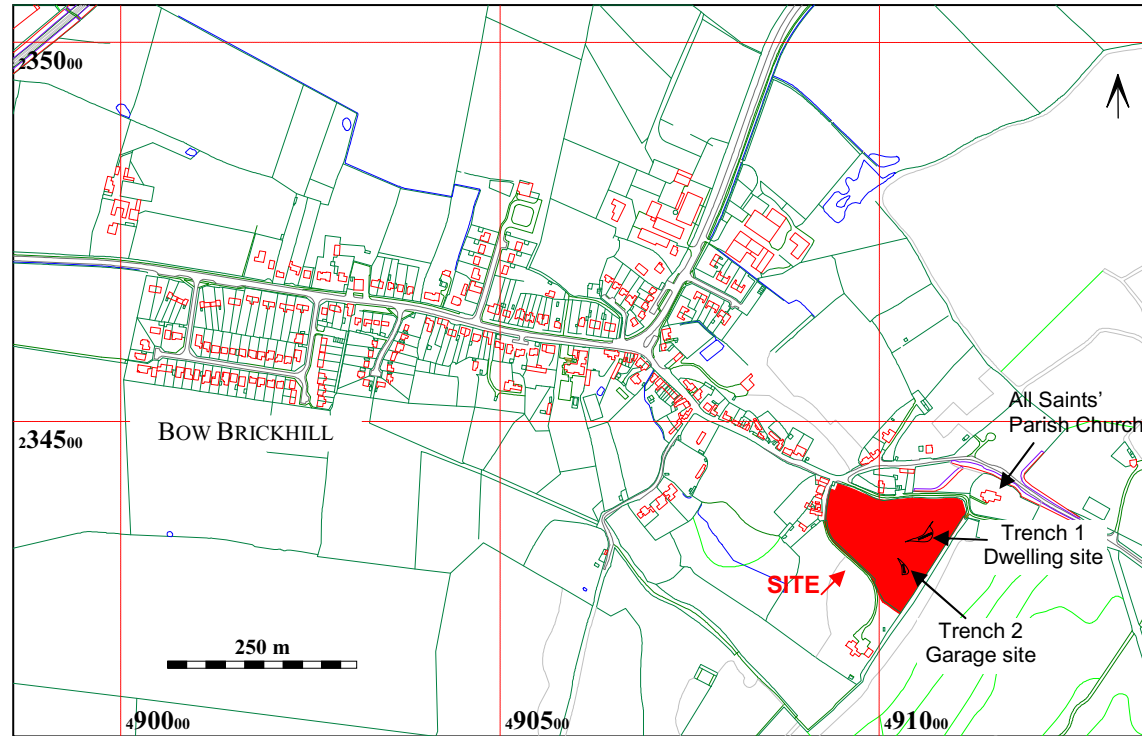 235000
All Saints’
Parish Church
BOW BRICKHILL
234500
Trench 1
Dwelling site
SITE
Trench 2
Garage site
250 m
490000
490500
491000